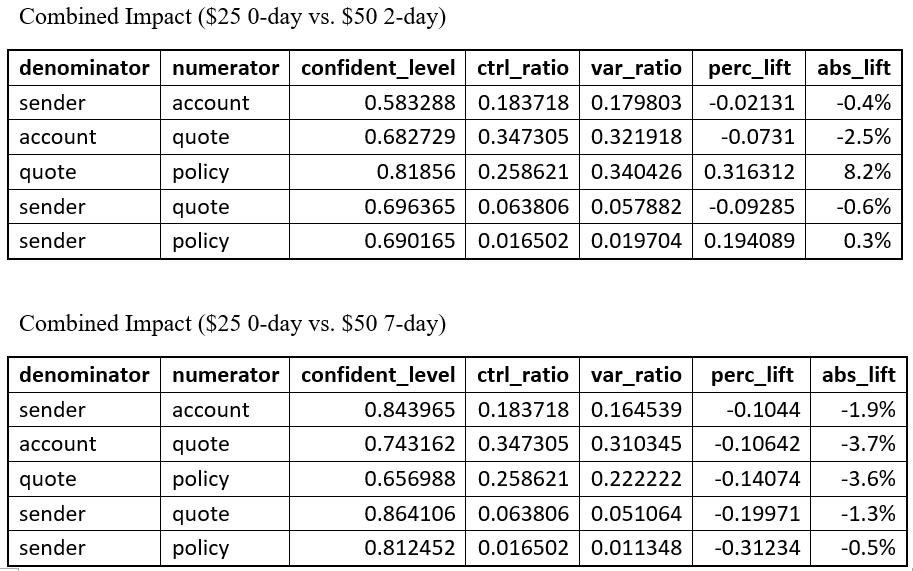 Combined Impact ($25 0-day vs. $50 2-day)
denominator numerator confident_level ctrl_ratio var_ratio perc_lift abs_lift
sender account 0.583288 0.183718 0.179803 -0.02131 -0.4%
account quote 0.682729 0.347305 0.321918 -0.0731 -2.5%
quote policy 0.81856 0.258621 0.340426 0.316312 8.2%
sender quote 0.696365 0.063806 0.057882 -0.09285 -0.6%
sender policy 0.690165 0.016502 0.019704 0.194089 0.3%
Combined Impact ($25 0-day vs. $50 7-day)
denominator numerator confident_level ctrl_ratio var_ratio perc_lift abs_lift
sender account 0.843965 0.183718 0.164539 -0.1044 -1.9%
account quote 0.743162 0.347305 0.310345 -0.10642 -3.7%
quote policy 0.656988 0.258621 0.222222 -0.14074 -3.6%
sender quote 0.864106 0.063806 0.051064 -0.19971 -1.3%
sender policy 0.812452 0.016502 0.011348 -0.31234 -0.5%